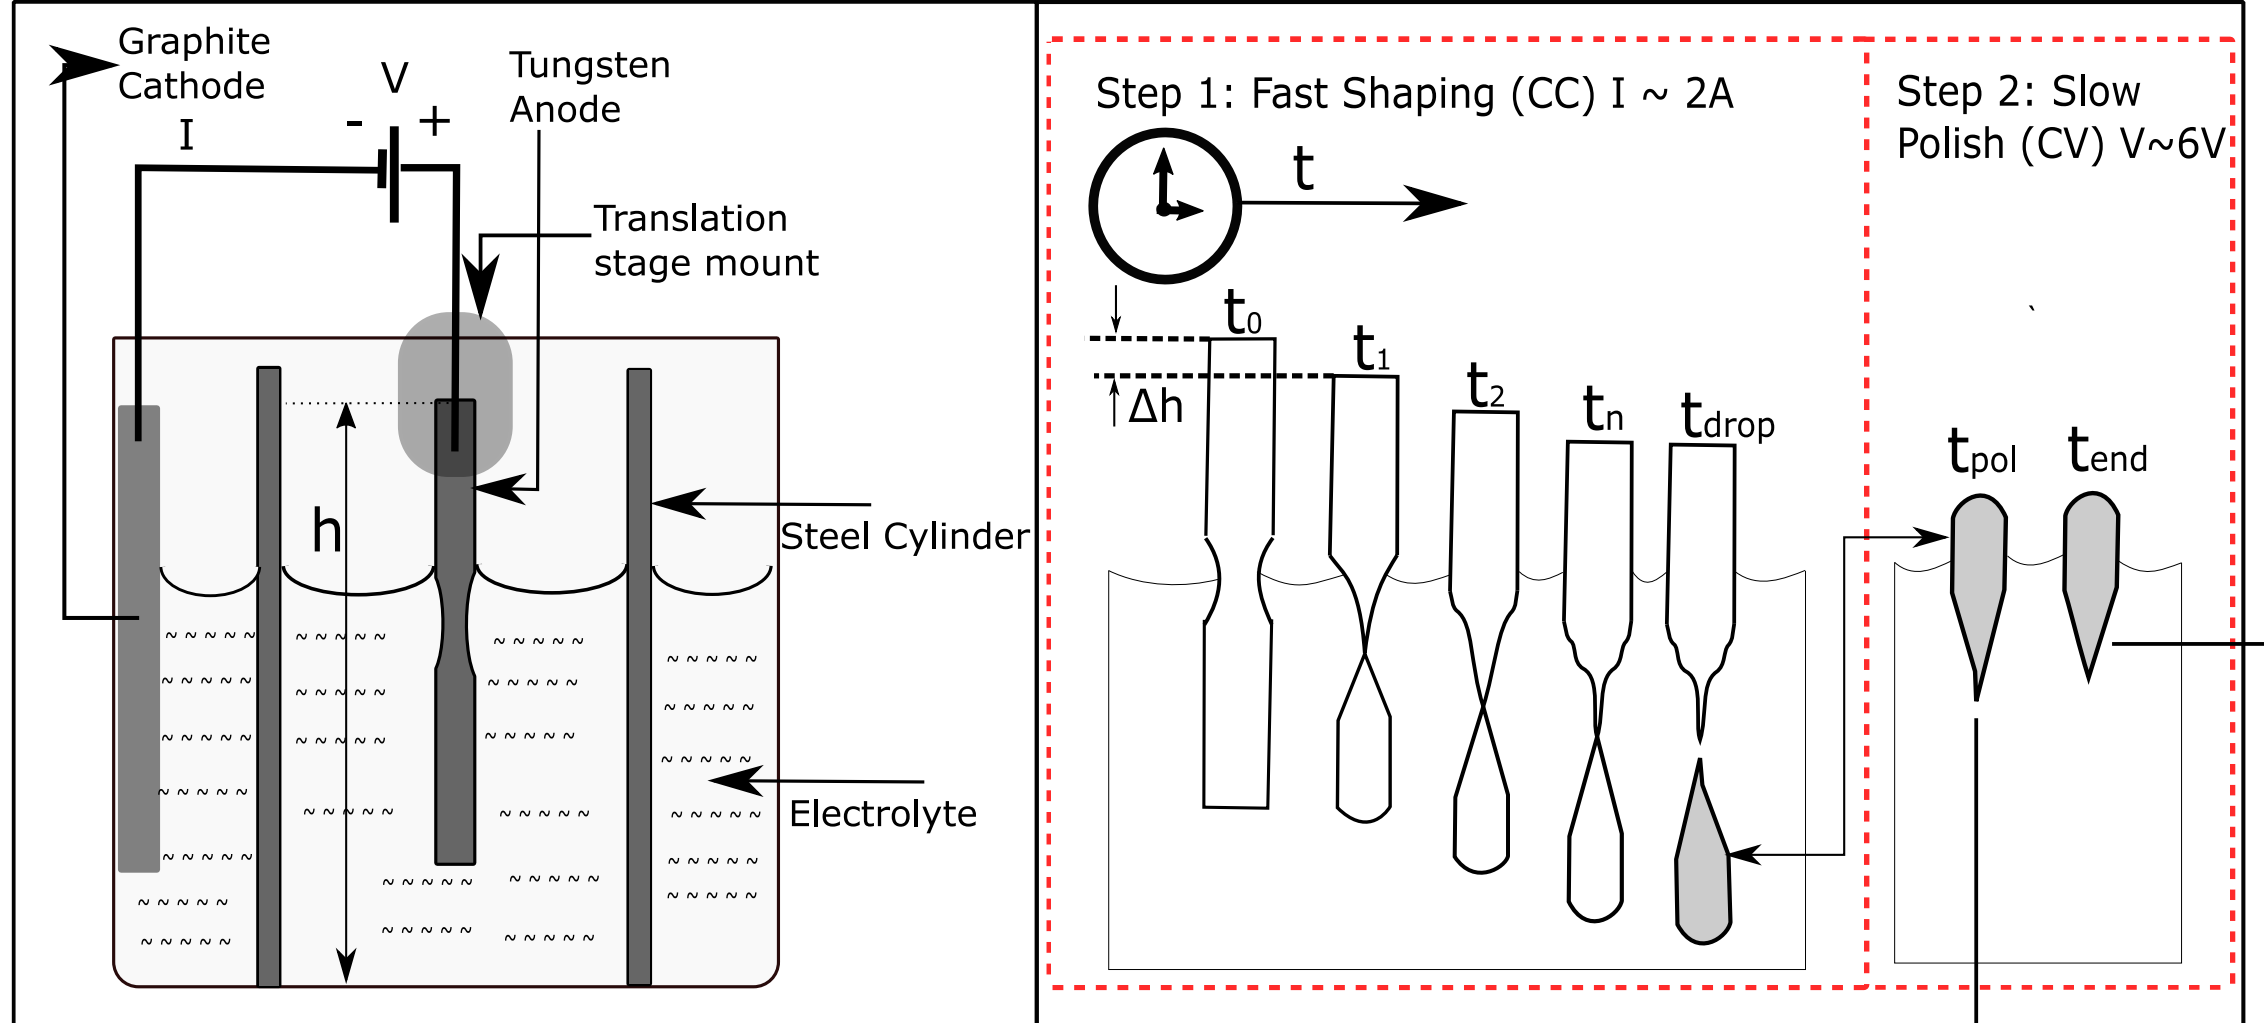 Graphite
Cathode
I
V
- +
Tungsten
Anode
Translation
stage mount
h
Steel Cylinder
Electrolyte
~ ~ ~ ~ ~
Step 1: Fast Shaping (CC) I ~ 2A
t
t0
t1
t2
tn
tdrop
Δh
Step 2: Slow
Polish (CV) V~6V
`
tpol
tend